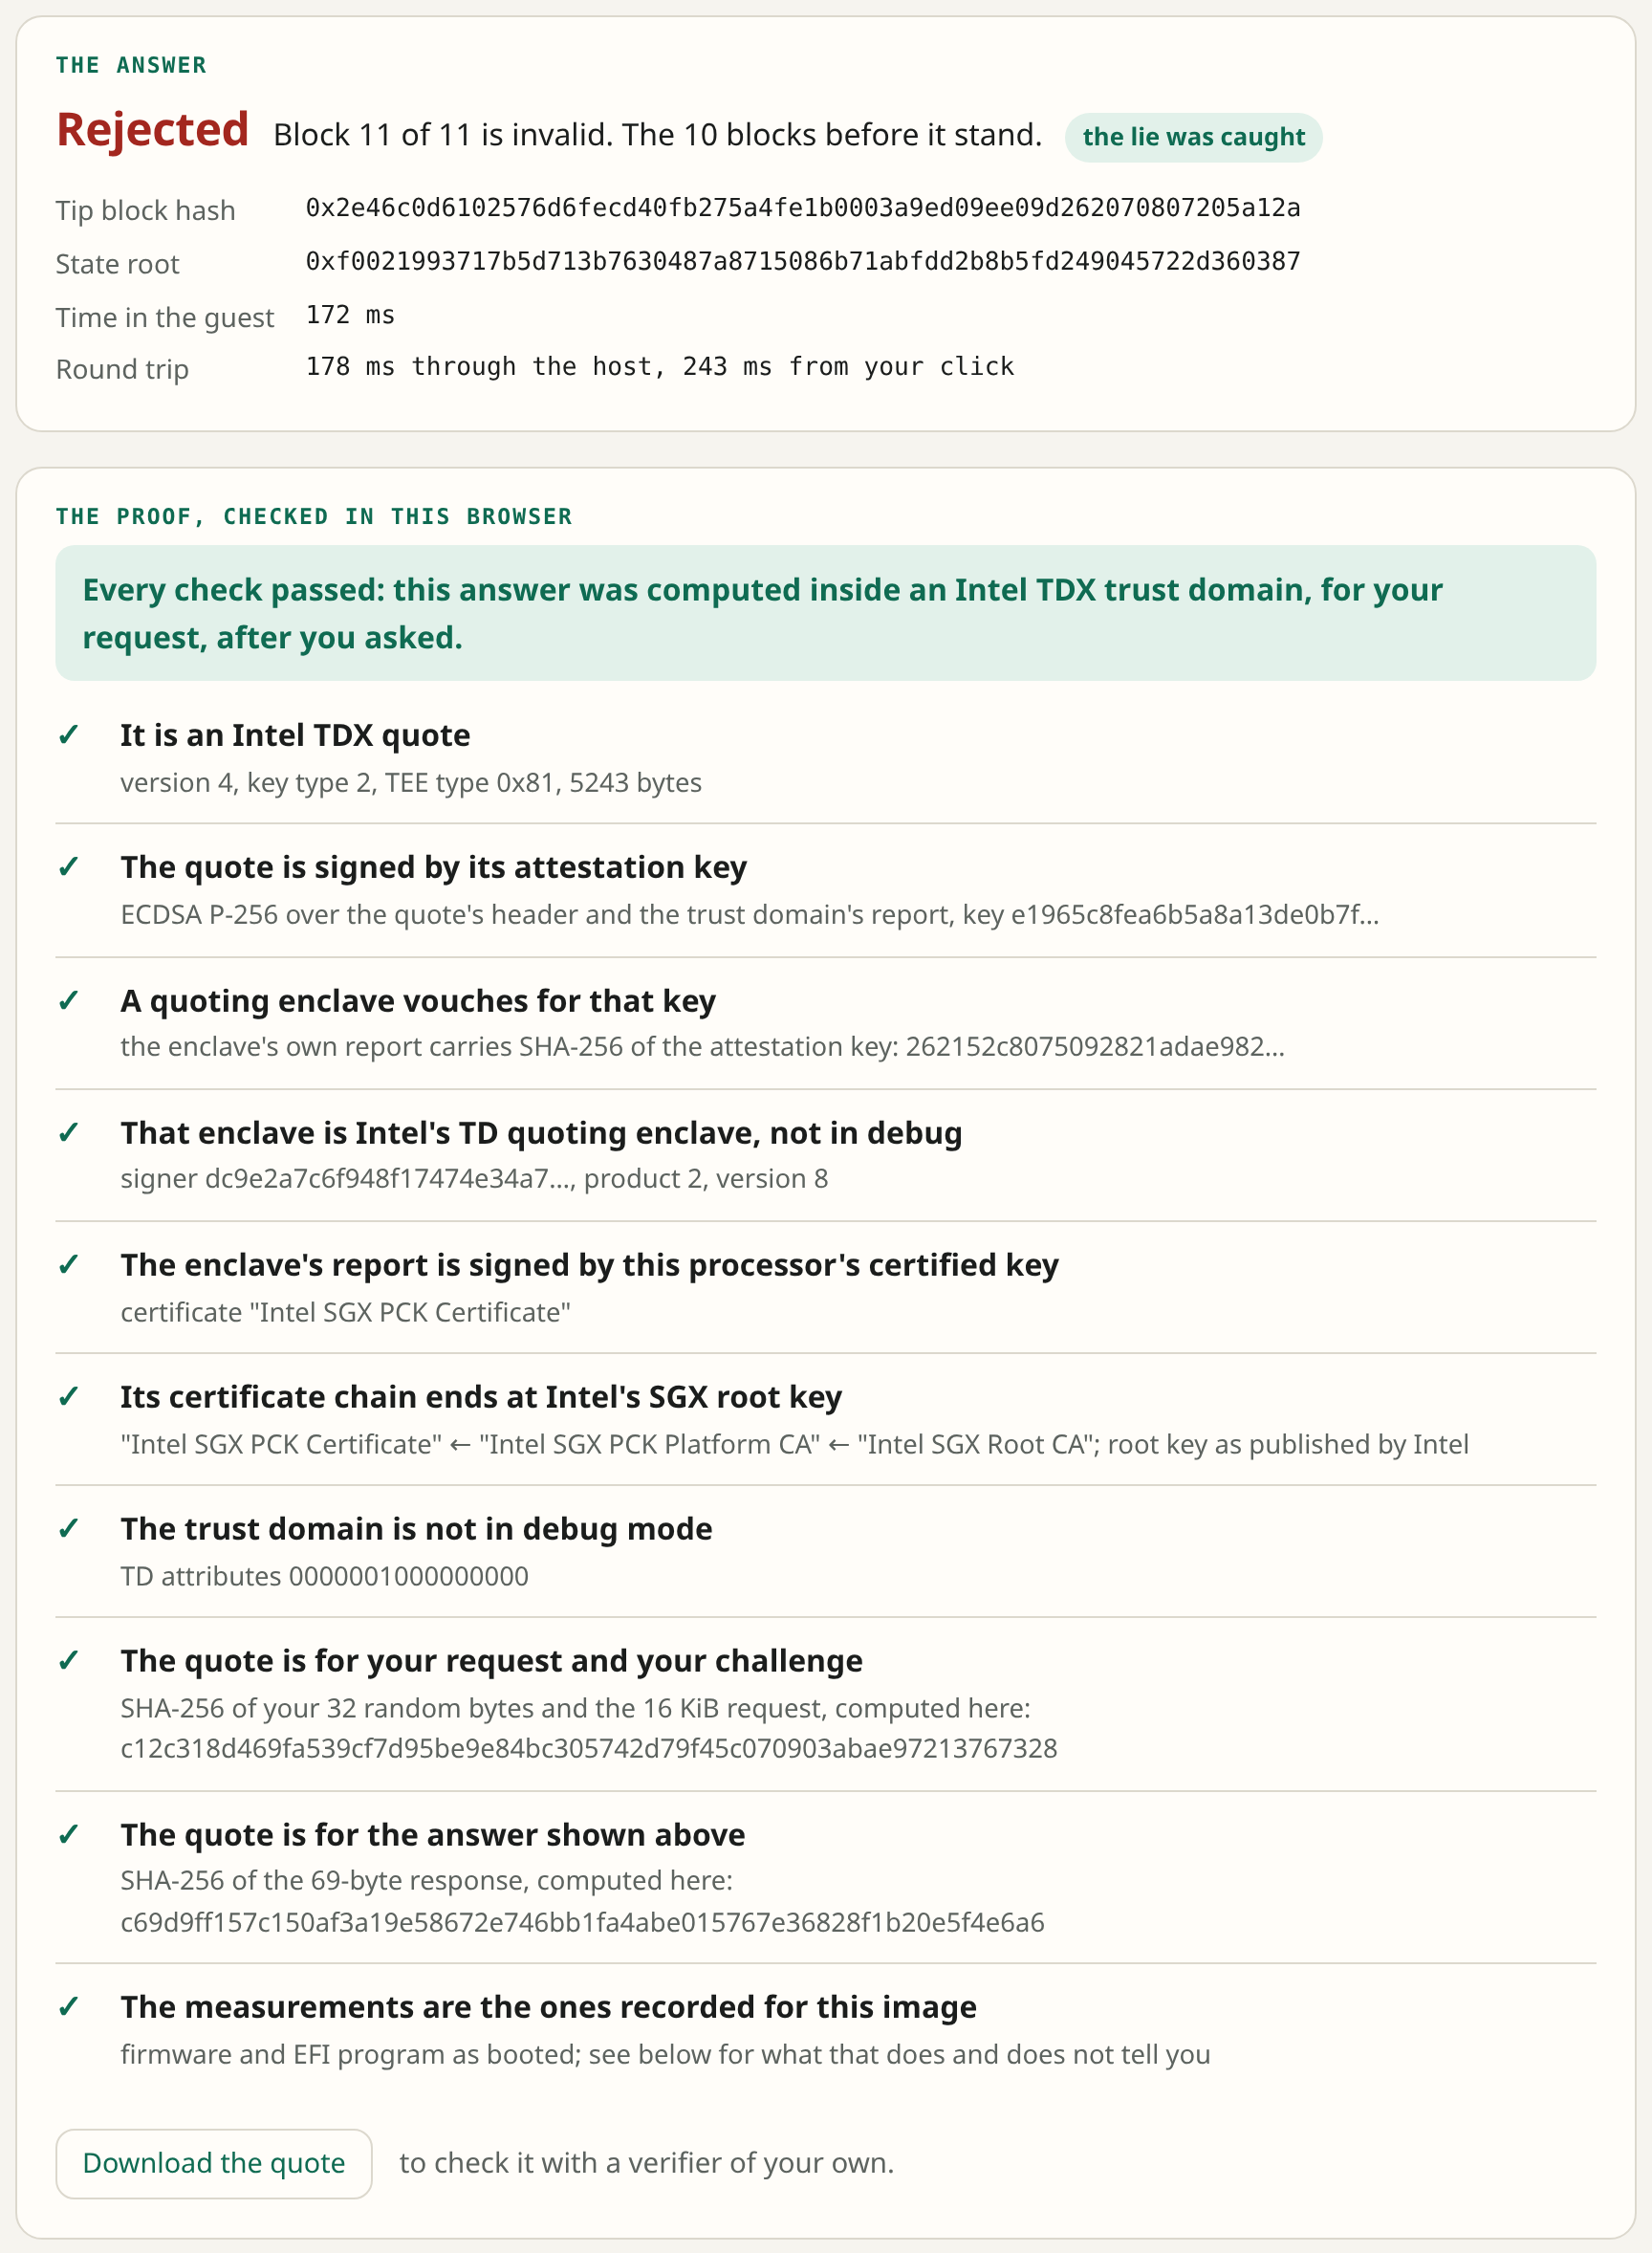 THE ANSWER
Rejected Block 11 of 11 is invalid. The 10 blocks before it stand. the lie was caught
Tip block hash 0x2e46c0d6102576d6fecd40fb275a4fe1b0003a9ed09ee09d262070807205a12a
State root 0xf0021993717b5d713b7630487a8715086b71abfdd2b8b5fd249045722d360387
Time in the guest 172 ms
Round trip 178 ms through the host, 243 ms from your click
THE PROOF, CHECKED IN THIS BROWSER
Every check passed: this answer was computed inside an Intel TDX trust domain, for your
request, after you asked.
✓ It is an Intel TDX quote
version 4, key type 2, TEE type 0x81, 5243 bytes
✓ The quote is signed by its attestation key
ECDSA P-256 over the quote's header and the trust domain's report, key e1965c8fea6b5a8a13de0b7f...
✓ A quoting enclave vouches for that key
the enclave's own report carries SHA-256 of the attestation key: 262152c8075092821adae982...
✓ That enclave is Intel's TD quoting enclave, not in debug
signer dc9e2a7c6f948f17474e34a7..., product 2, version 8
✓ The enclave's report is signed by this processor's certified key
certificate "Intel SGX PCK Certificate"
✓ Its certificate chain ends at Intel's SGX root key
"Intel SGX PCK Certificate" ← "Intel SGX PCK Platform CA" ← "Intel SGX Root CA"; root key as published by Intel
✓ The trust domain is not in debug mode
TD attributes 0000001000000000
✓ The quote is for your request and your challenge
SHA-256 of your 32 random bytes and the 16 KiB request, computed here:
c12c318d469fa539cf7d95be9e84bc305742d79f45c070903abae97213767328
✓ The quote is for the answer shown above
SHA-256 of the 69-byte response, computed here:
c69d9ff157c150af3a19e58672e746bb1fa4abe015767e36828f1b20e5f4e6a6
✓ The measurements are the ones recorded for this image
firmware and EFI program as booted; see below for what that does and does not tell you
Download the quote to check it with a verifier of your own.